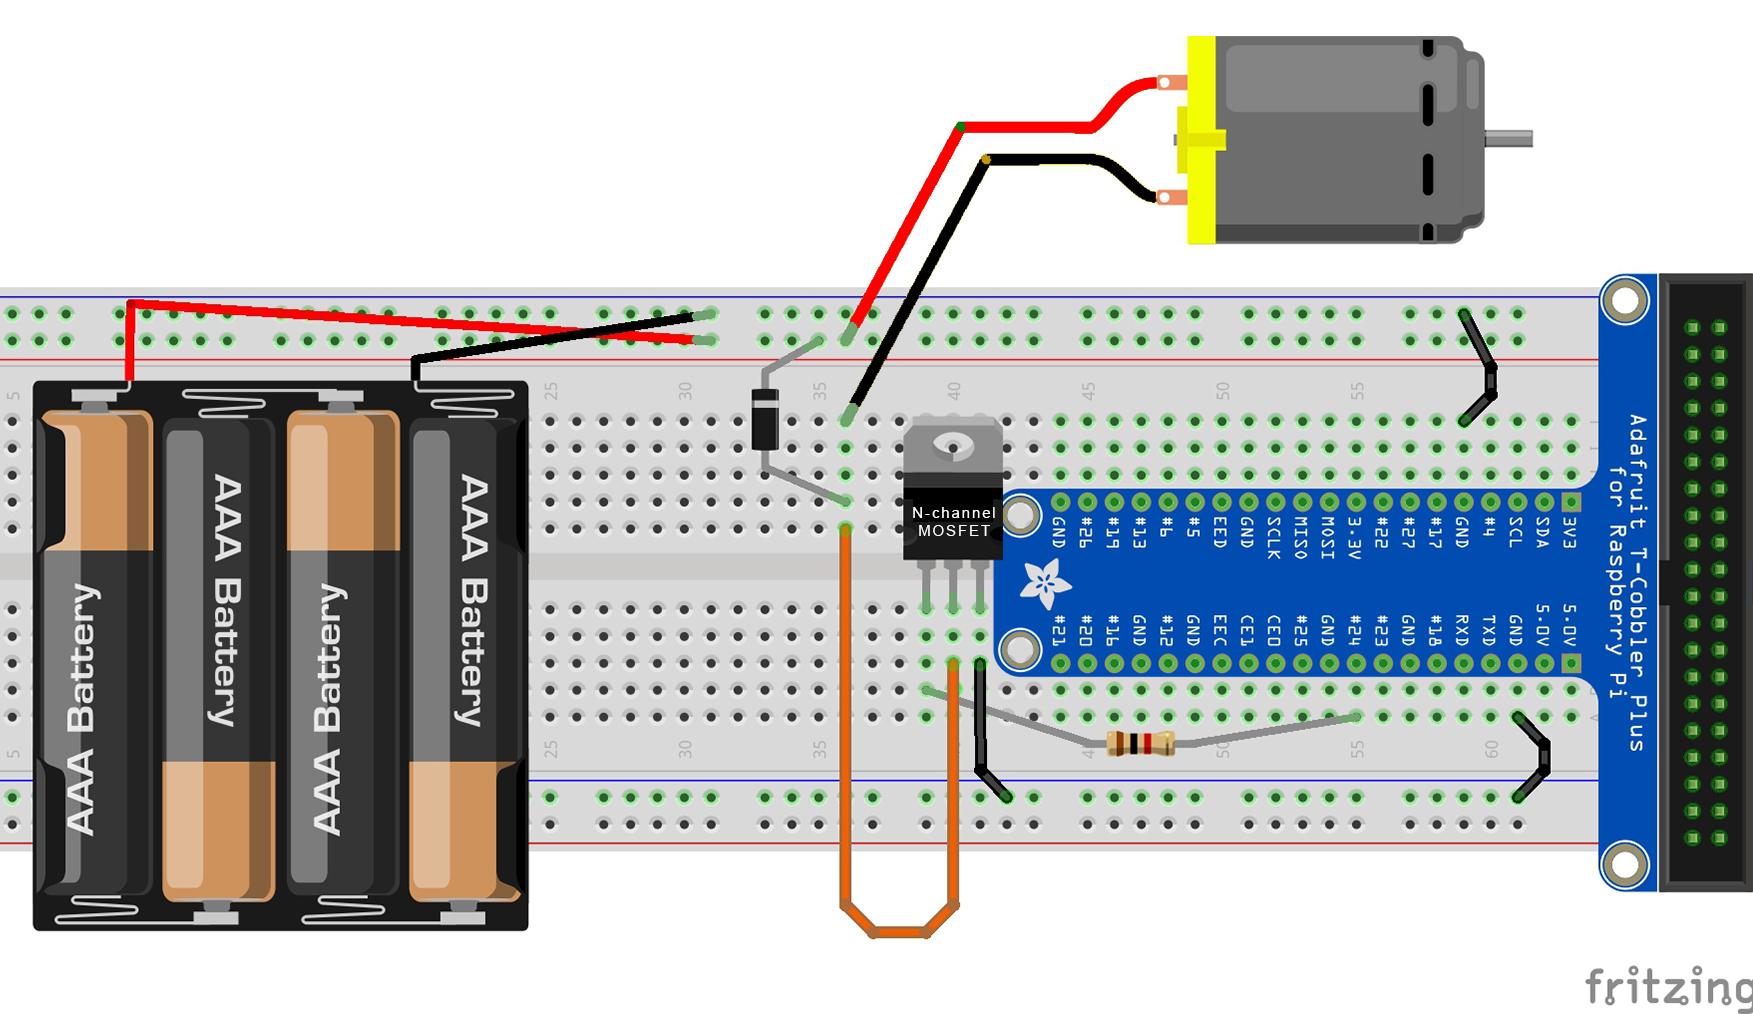 5
25
30
35
40
45
50
55
AAA Battery
AAA Battery
AAA Battery
AAA Battery
N-channel
MOSFET
GND
#26
#19
#13
#6
#5
EED
GND
SCLK
MISO
MOSI
3.3V
#22
#27
#17
GND
#4
SCL
SDA
3V3
#21
#20
#16
GND
#12
GND
EEC
CE1
CE0
#25
GND
#24
#23
GND
#18
RXD
TXD
GND
5.0V
5.0V
Adafruit T-Cobbler Plus
for Raspberry Pi
5
25
30
35
50
55
60
A
fritzing